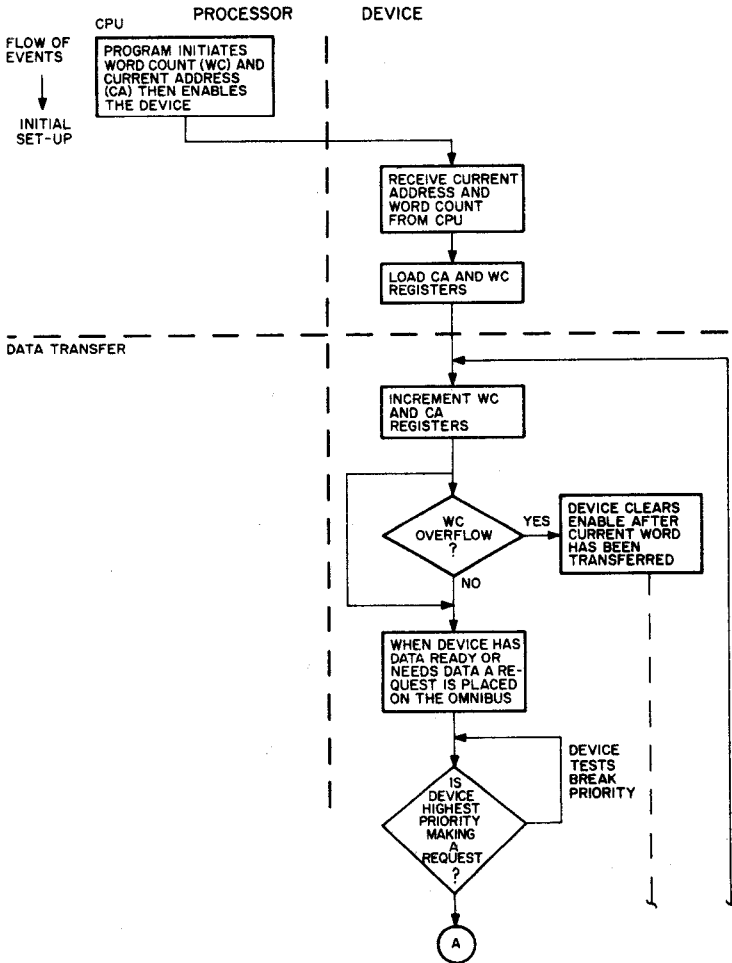 PROCESSOR
DEVICE
CPU
FLOW OF
EVENTS
INITIAL
SET-UP
PROGRAM INITIATES
WORD COUNT (WC) AND
CURRENT ADDRESS
(CA) THEN ENABLES
THE DEVICE
RECEIVE CURRENT
ADDRESS AND
WORD COUNT
FROM CPU
LOAD CA AND WC
REGISTERS
DATA TRANSFER
INCREMENT WC
AND CA
REGISTERS
WC
OVERFLOW
?
YES
NO
DEVICE CLEARS
ENABLE AFTER
CURRENT WORD
HAS BEEN
TRANSFERRED
WHEN DEVICE HAS
DATA READY OR
NEEDS DATA A RE-
QUEST IS PLACED
ON THE OMNIBUS
DEVICE
TESTS
BREAK
PRIORITY
IS
DEVICE
HIGHEST
PRIORITY
MAKING
A
REQUEST
?
A